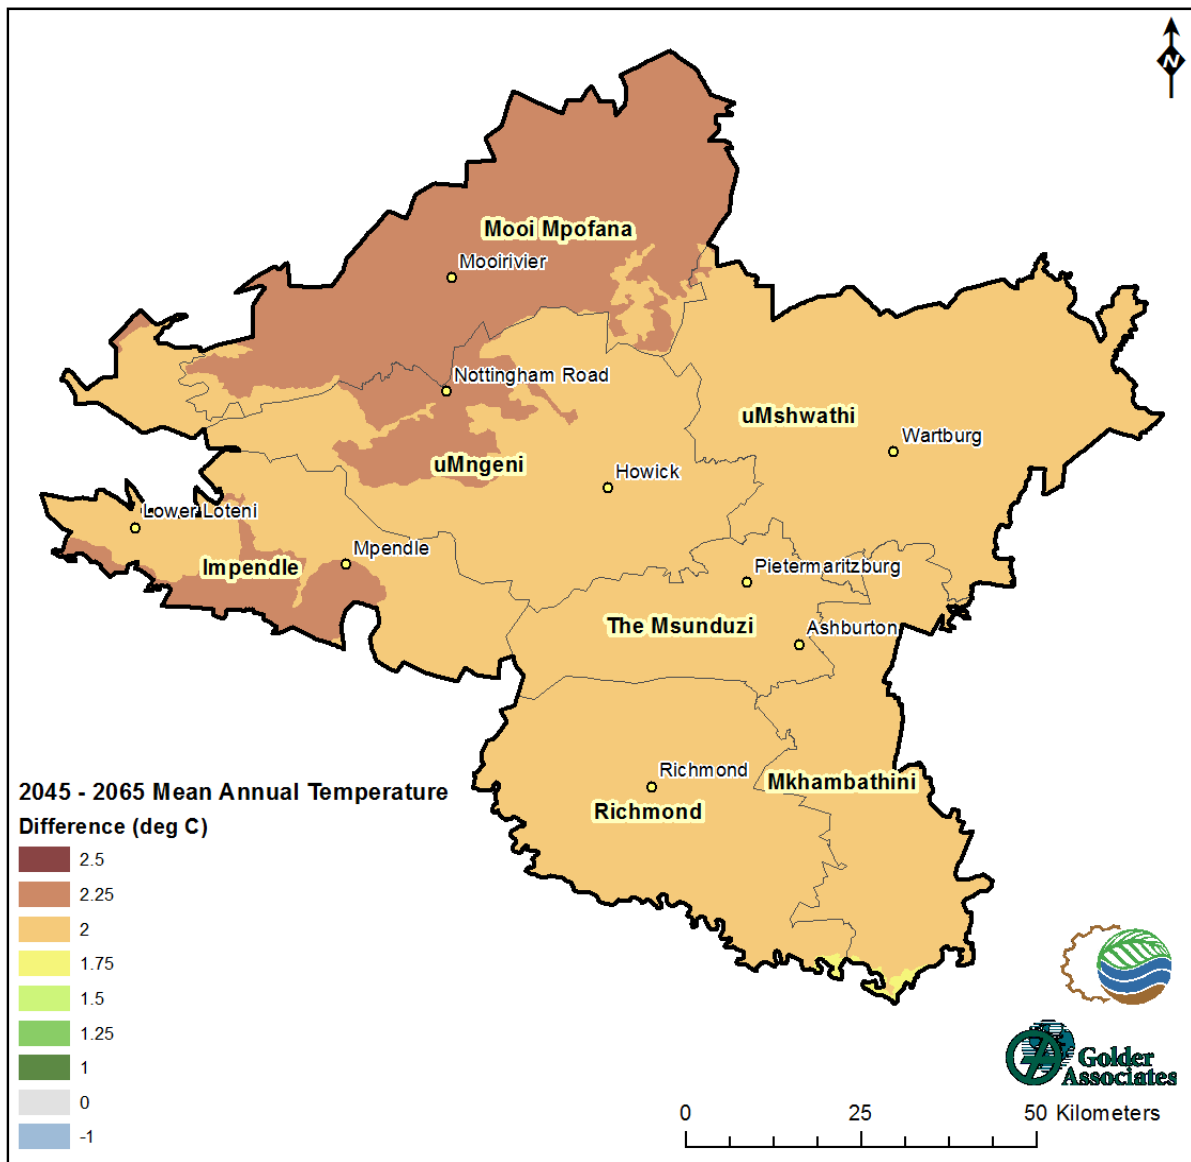 N
Mooi Mpofana
Mooirivier
Nottingham Road
uMshwathi
Wartburg
uMngeni
Howick
Lower Loteni
Mpendle
Impendle
Pietermaritzburg
The Msunduzi
Ashburton
Richmond
Mkhambathini
Richmond
2045 - 2065 Mean Annual Temperature
Difference (deg C)
2.5
2.25
2
1.75
1.5
1.25
1
0
-1
Golder
Associates
0 25 50 Kilometers